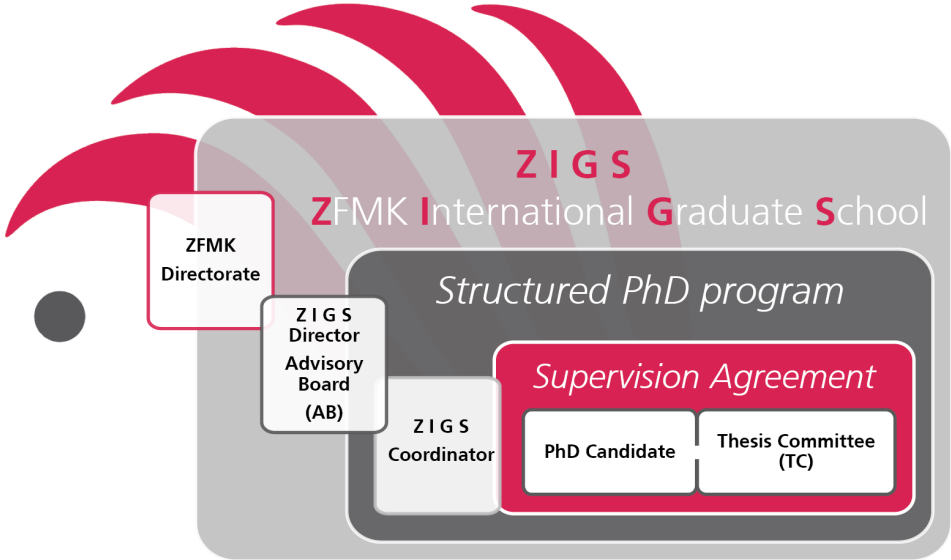 Z I G S
ZFMK International Graduate School
ZFMK
Directorate
Structured PhD program
Z I G S
Director
Advisory
Board
(AB)
Supervision Agreement
Z I G S
Coordinator
PhD Candidate
Thesis Committee
(TC)